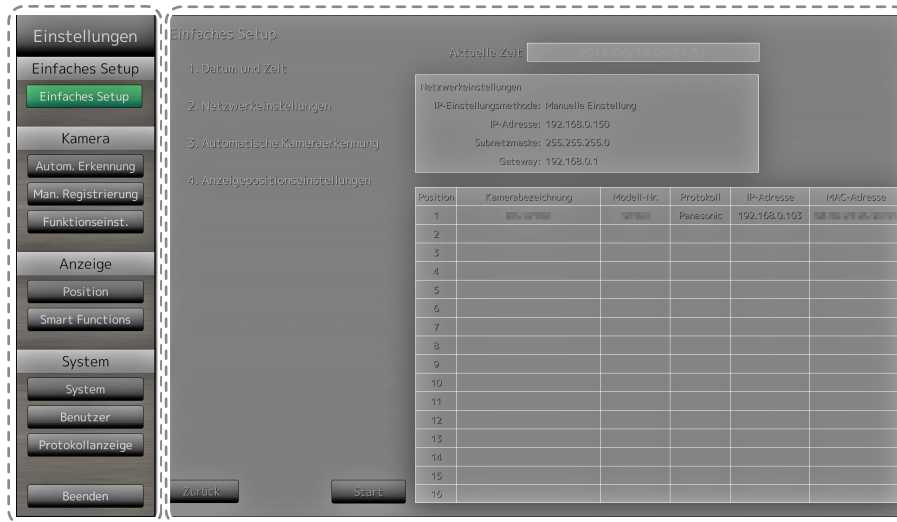 Einstellungen
Einfaches Setup
Einfaches Setup
Kamera
Autom. Erkennung
Man. Registrierung
Funktionseinst.
Anzeige
Position
Smart Functions
System
System
Benutzer
Protokollanzeige
Beenden
Einfaches Setup
1. Datum und Zeit
2. Netzwerkeinstellungen
3. Automatische Kameraerkennung
4. Anzeigepositionseinstellungen
Zurück
Start
Aktuelle Zeit
Netzwerkeinstellungen
IP-Einstellungsmethode: Manuelle Einstellung
IP-Adresse: 192.168.0.150
Subnetzmaske: 255.255.255.0
Gateway: 192.168.0.1
Position Kamerabezeichnung Modell-Nr. Protokoll IP-Adresse MAC-Adresse
1 Panasonic 192.168.0.103
2
3
4
5
6
7
8
9
10
11
12
13
14
15
16